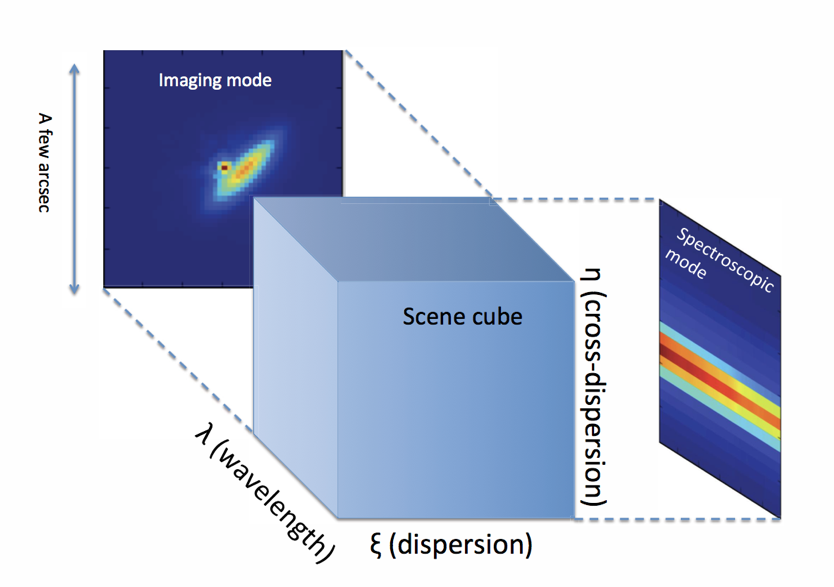 Imaging mode
A few arcsec
Spectroscopic
mode
Scene cube
η (cross-dispersion)
λ (wavelength)
ξ (dispersion)